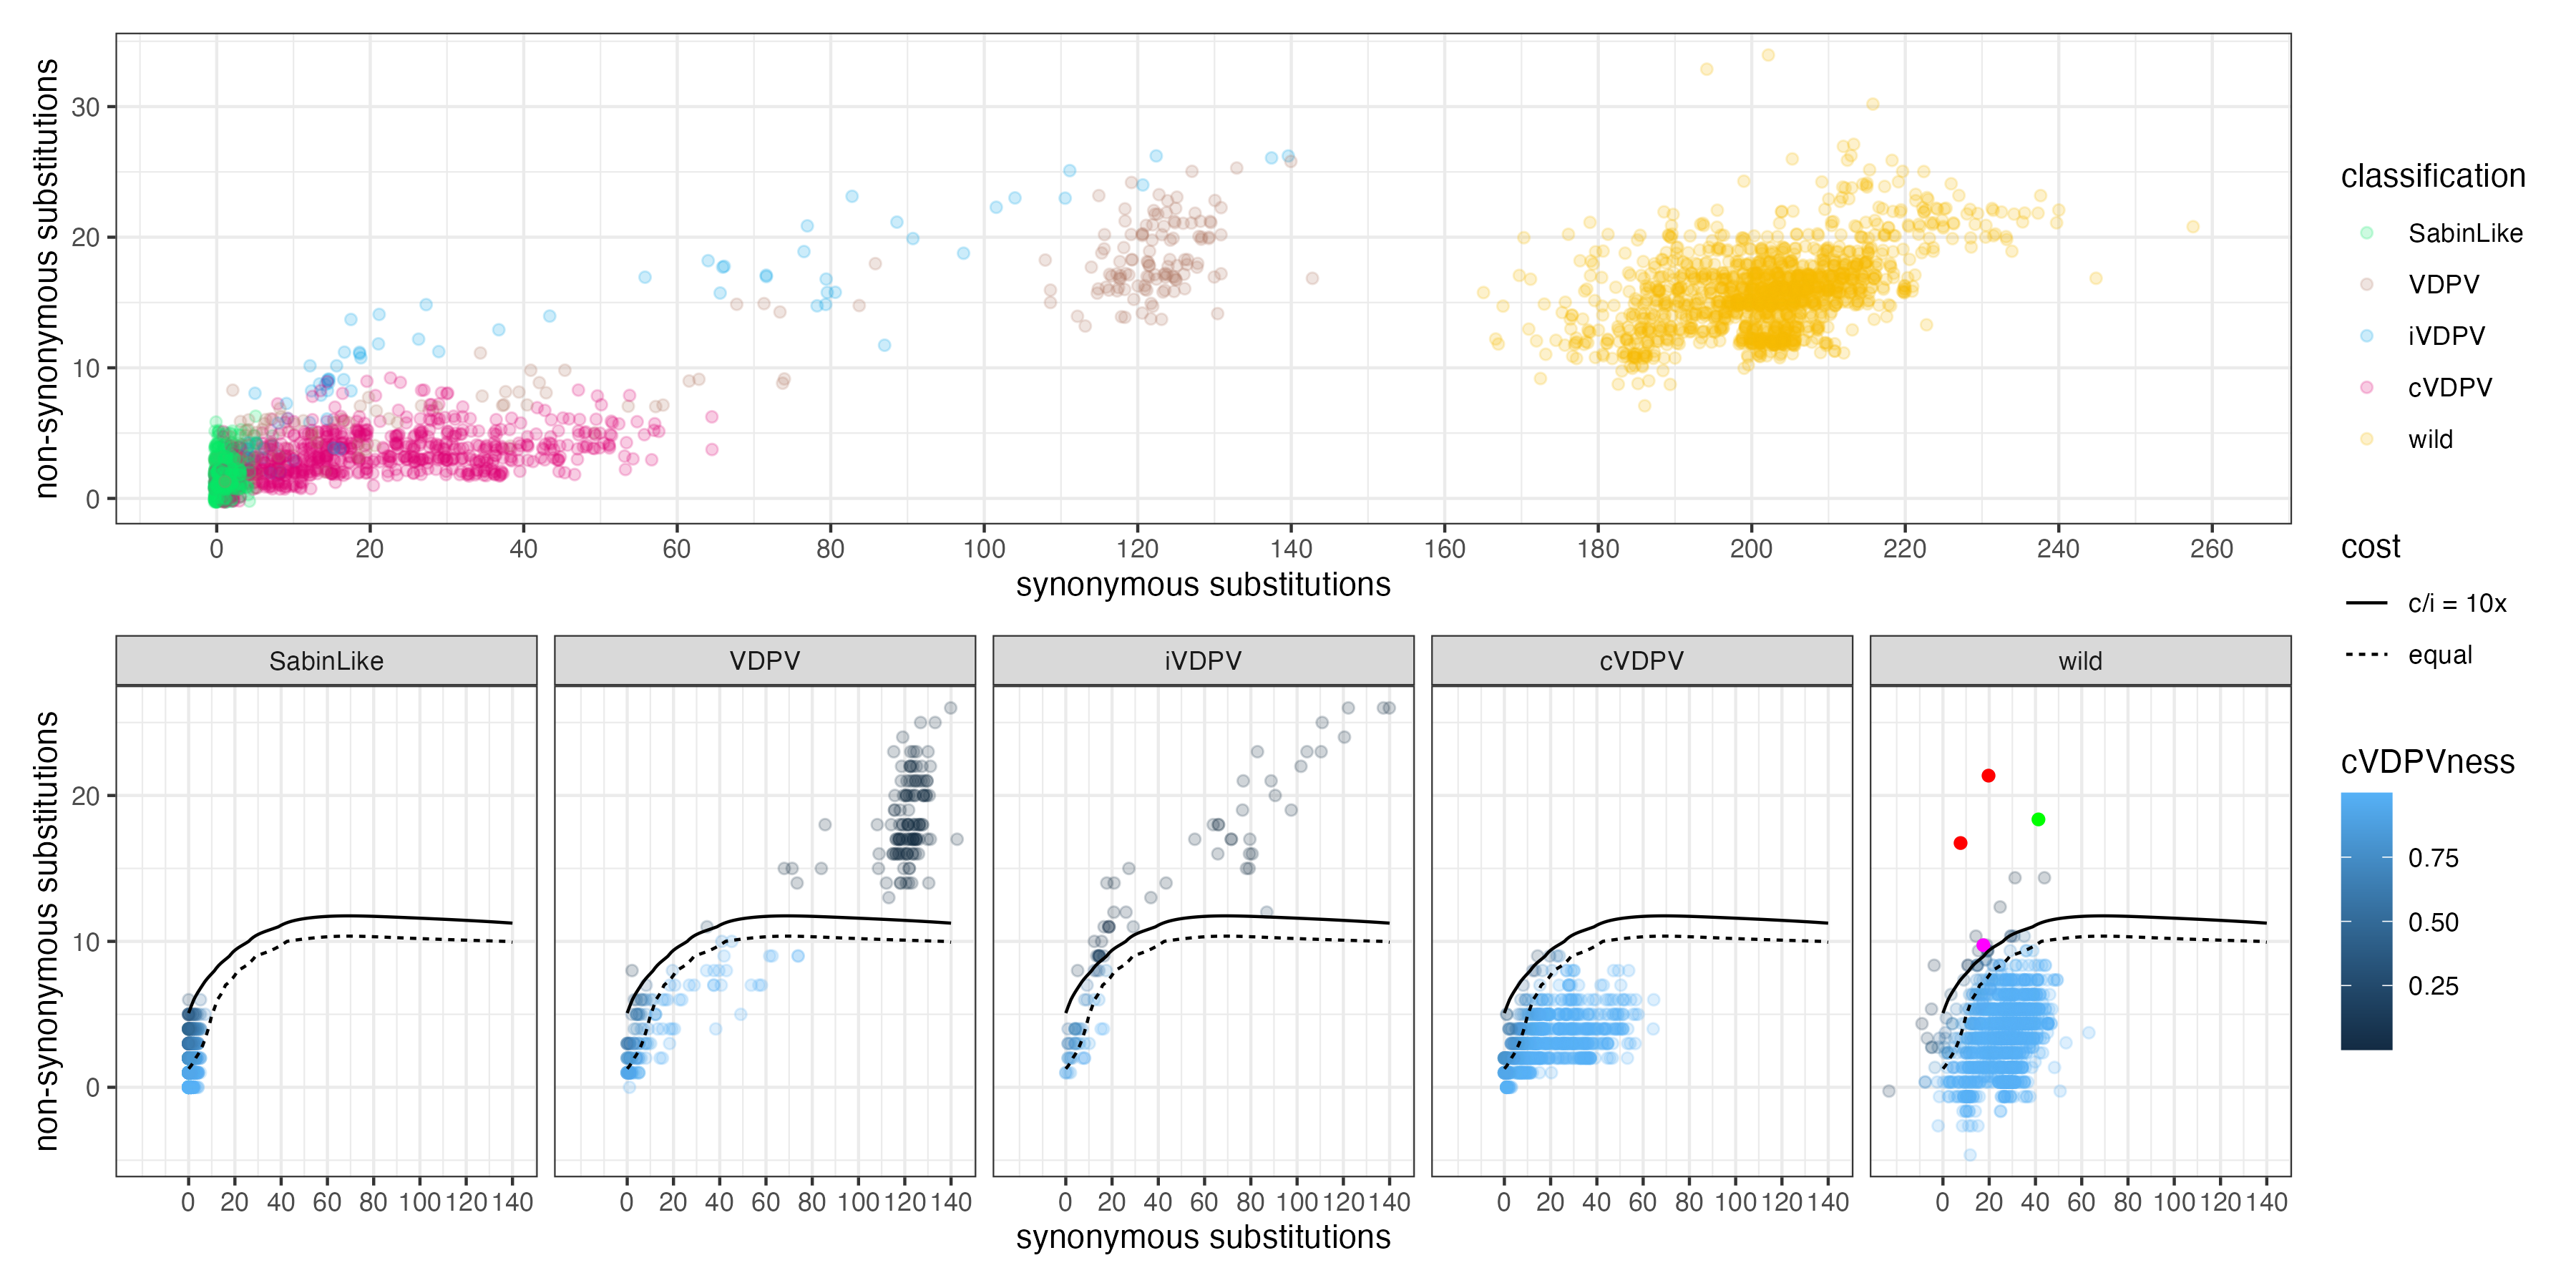 non-synonymous substitutions
30
20
10
0
0 20 40 60 80 100 120 140 160 180 200 220 240 260
synonymous substitutions
classification
SabinLike
VDPV
iVDPV
cVDPV
wild
cost
c/i = 10x
equal
cVDPVness
0.75
0.50
0.25
SabinLike VDPV iVDPV cVDPV wild
non-synonymous substitutions
20
10
0
0 20 40 60 80 100 120 140 0 20 40 60 80 100 120 140 0 20 40 60 80 100 120 140 0 20 40 60 80 100 120 140 0 20 40 60 80 100 120 140
synonymous substitutions